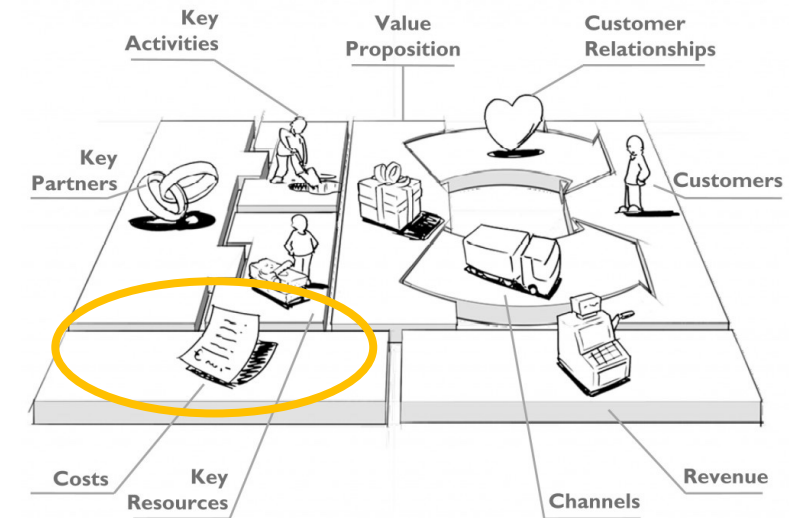 Key
Activities
Value
Proposition
Customer
Relationships
Key
Partners
Customers
Costs
Key
Resources
Channels
Revenue